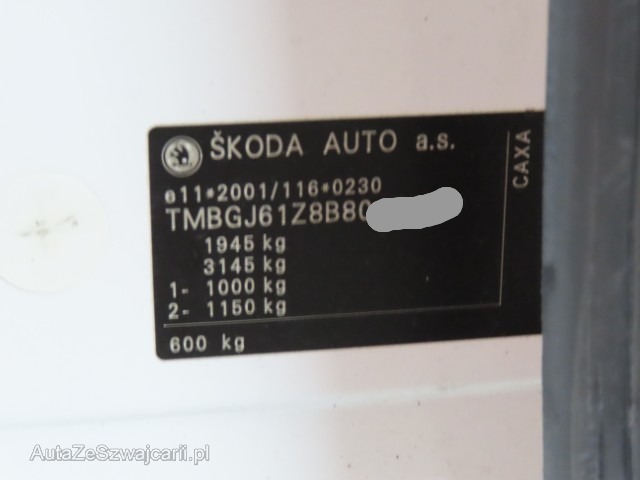 ŠKODA AUTO a.s.
e11*2001/116*0230
TMBGJ61Z8B80
1945 kg
3145 kg
1- 1000 kg
2- 1150 kg
600 kg
CAXA
AutaZeSzwajcarii.pl